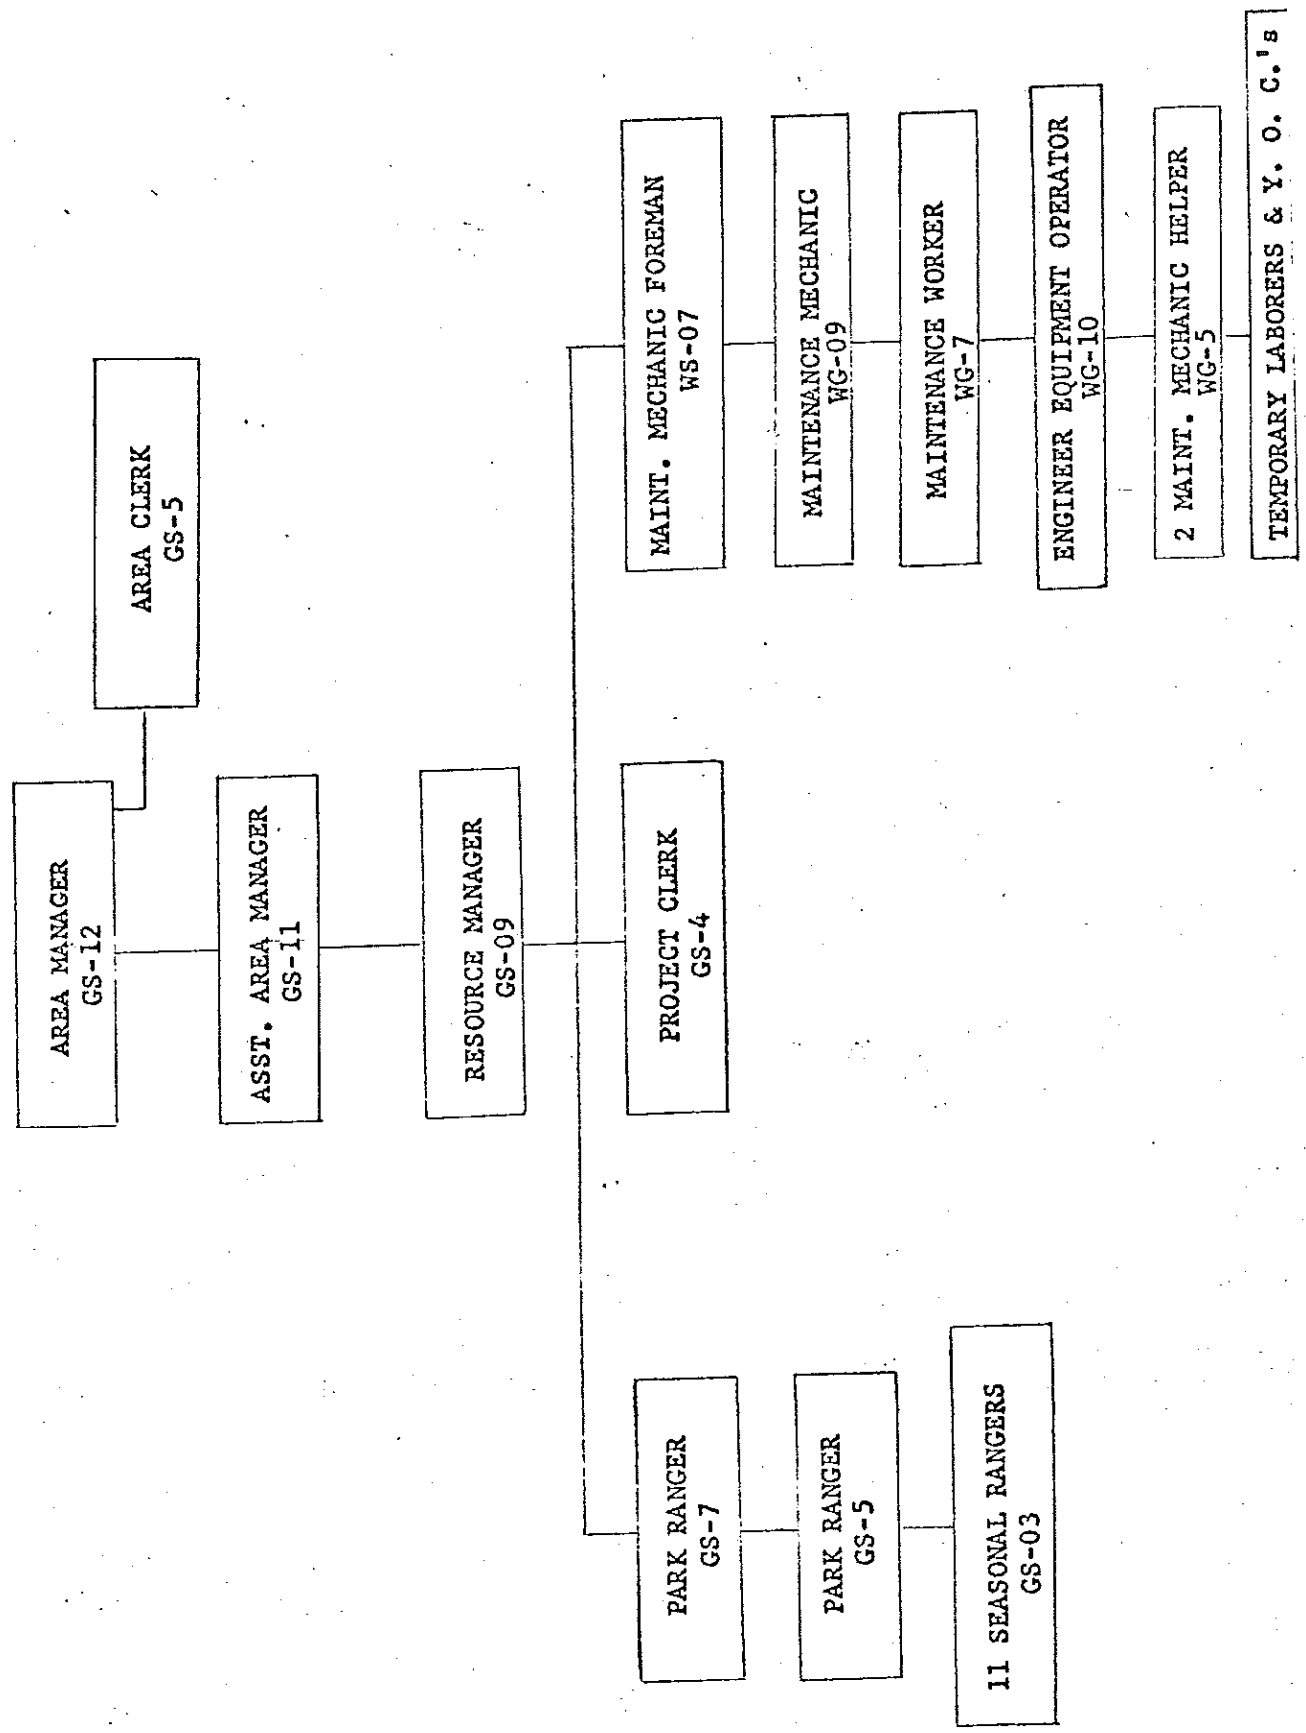 AREA MANAGER
GS-12
AREA CLERK
GS-5
ASST. AREA MANAGER
GS-11
RESOURCE MANAGER
GS-09
PARK RANGER
GS-7
PARK RANGER
GS-5
11 SEASONAL RANGERS
GS-03
PROJECT CLERK
GS-4
MAINT. MECHANIC FOREMAN
WS-07
MAINTENANCE MECHANIC
WG-09
MAINTENANCE WORKER
WG-7
ENGINEER EQUIPMENT OPERATOR
WG-10
2 MAINT. MECHANIC HELPER
WG-5
TEMPORARY LABORERS & Y. O. C.'s